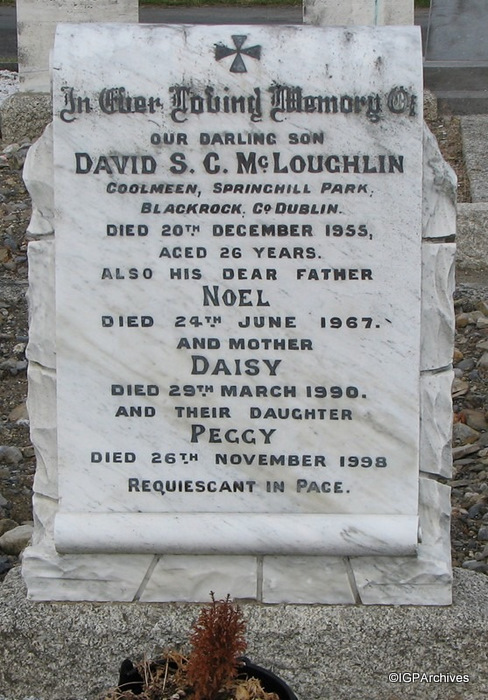 In Ever Loving Memory Of
OUR DARLING SON
DAVID S. C. McLOUGHLIN
COOLMEEN, SPRINGHILL PARK,
BLACKROCK, Co DUBLIN.
DIED 20TH DECEMBER 1955,
AGED 26 YEARS.
ALSO HIS DEAR FATHER
NOEL
DIED 24TH JUNE 1967.
AND MOTHER
DAISY
DIED 29TH MARCH 1990.
AND THEIR DAUGHTER
PEGGY
DIED 26TH NOVEMBER 1998
REQUIESCANT IN PACE.
©IGPArchives